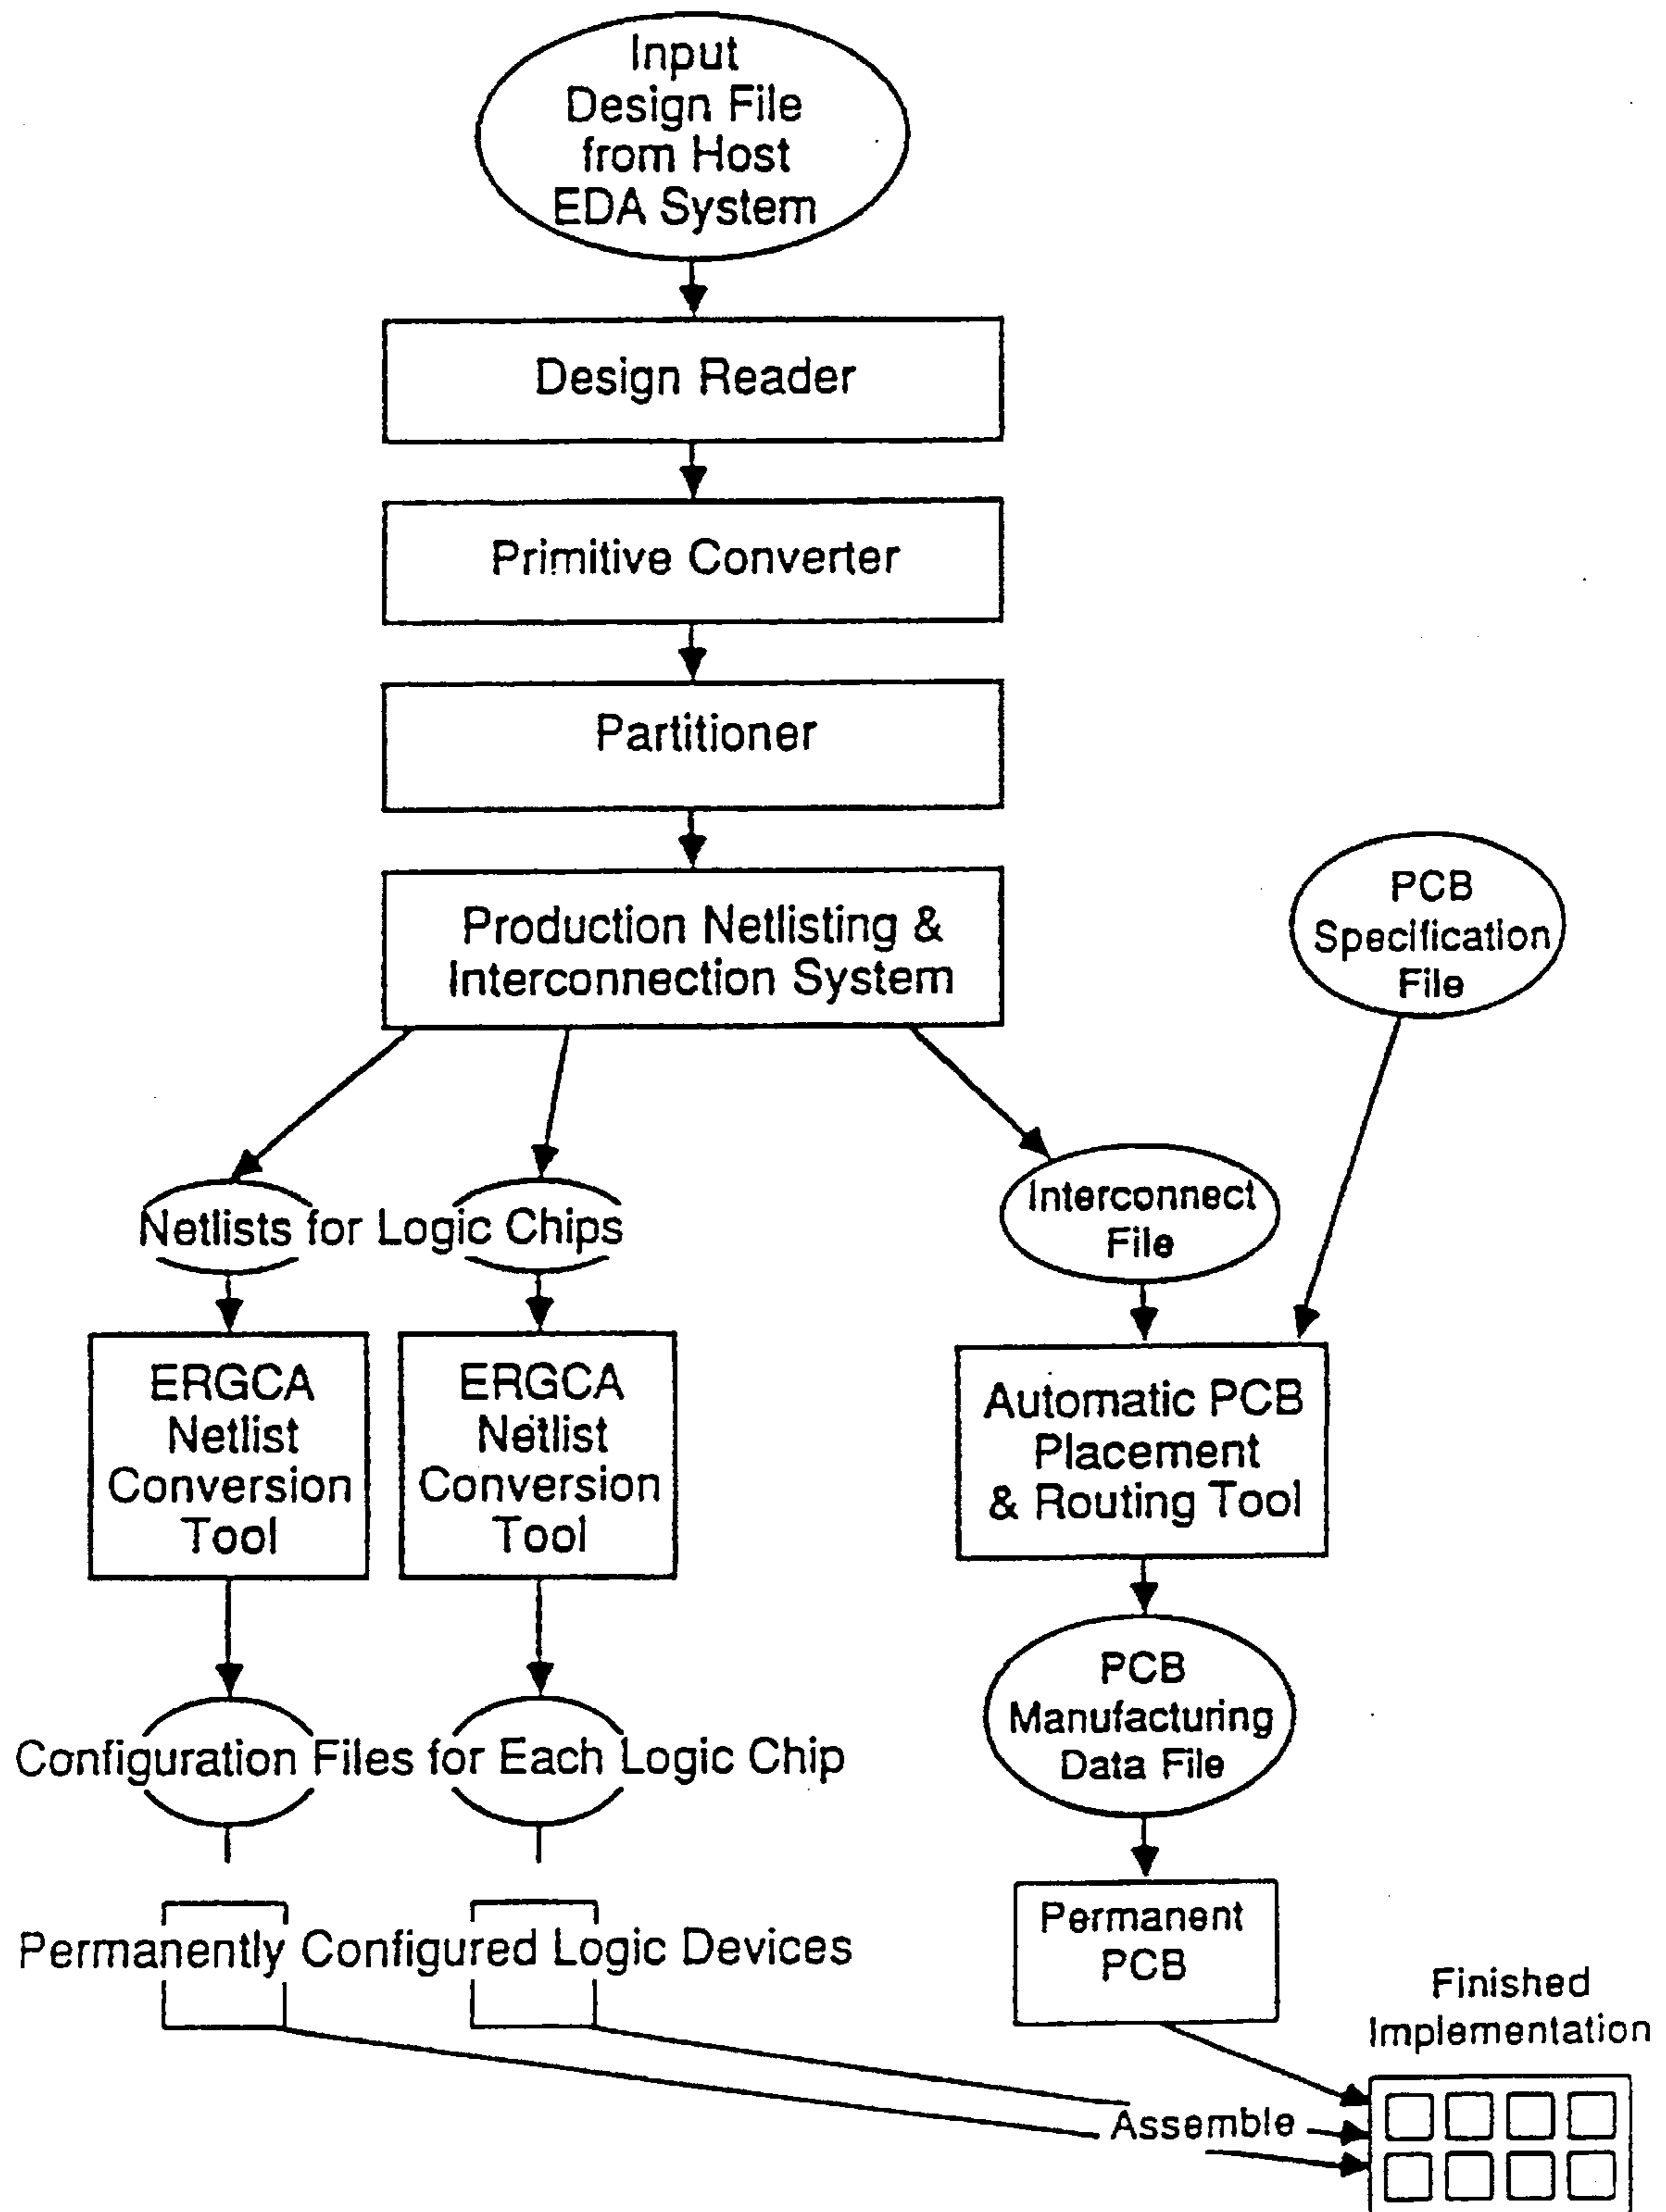 Input
Design File
from Host
EDA System
Design Reader
Primitive Converter
Partitioner
Production Netlisting &
Interconnection System
PCB
Specification
File
Netlists for Logic Chips
Interconnect
File
ERGCA
Netlist
Conversion
Tool
ERGCA
Netlist
Conversion
Tool
Automatic PCB
Placement
& Routing Tool
PCB
Manufacturing
Data File
Configuration Files for Each Logic Chip
Permanent
PCB
Permanently Configured Logic Devices
Finished
Implementation
Assemble